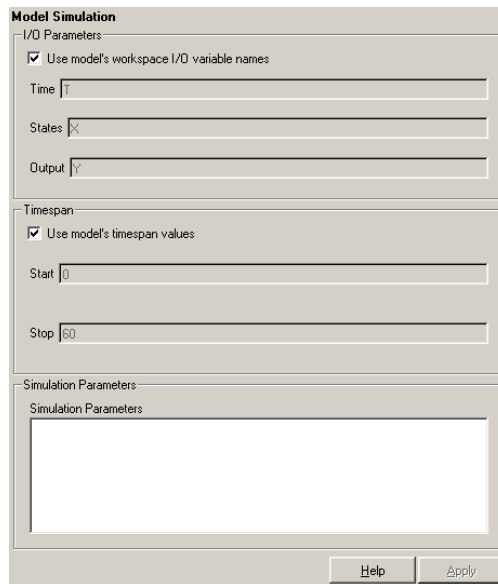 Model Simulation
I/O Parameters
Use model's workspace I/O variable names
Time T
States X
Output Y
Timespan
Use model's timespan values
Start 0
Stop 60
Simulation Parameters
Simulation Parameters
Help Apply